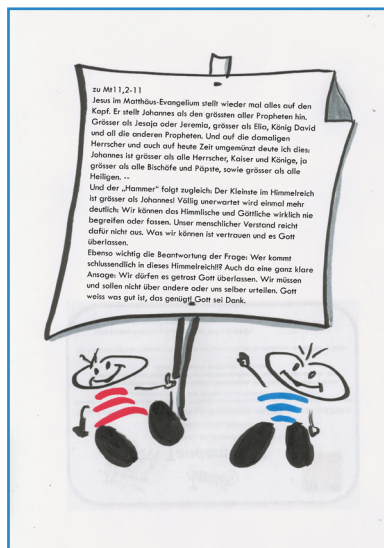 zu Mt11,2-11
Jesus im Matthäus-Evangelium stellt wieder mal alles auf den
Kopf. Er stellt Johannes als den grössten aller Propheten hin.
Grösser als Jesaja oder Jeremia, grösser als Elia, König David
und all die anderen Propheten. Und auf die damaligen
Herrscher und auch auf heute Zeit umgemünzt deute ich dies:
Johannes ist grösser als alle Herrscher, Kaiser und Könige, ja
grösser als alle Bischöfe und Päpste, sowie grösser als alle
Heiligen. --
Und der „Hammer“ folgt zugleich: Der Kleinste im Himmelreich
ist grösser als Johannes! Völlig unerwartet wird einmal mehr
deutlich: Wir können das Himmlische und Göttliche wirklich nie
begreifen oder fassen. Unser menschlicher Verstand reicht
dafür nicht aus. Was wir können ist vertrauen und es Gott
überlassen.
Ebenso wichtig die Beantwortung der Frage: Wer kommt
schlussendlich in dieses Himmelreich!!? Auch da eine ganz klare
Ansage: Wir dürfen es getrost Gott überlassen. Wir müssen
und sollen nicht über andere oder uns selber urteilen. Gott
weiss was gut ist, das genügt! Gott sei Dank.